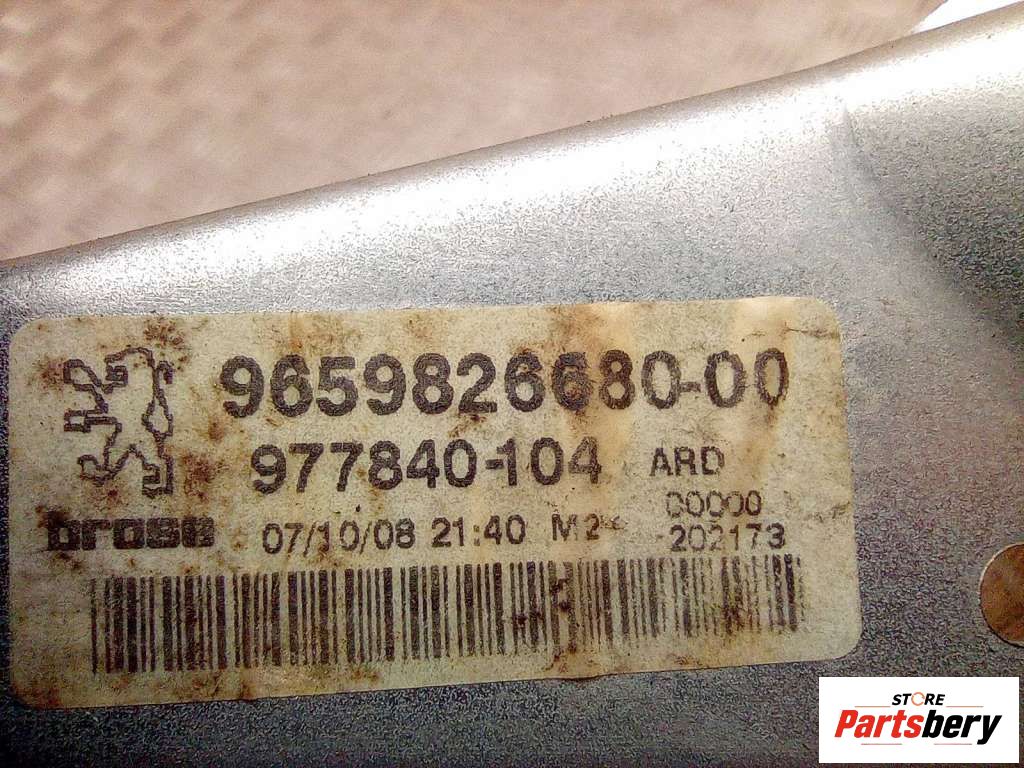 9659826680-00
977840-104 ARD
00000
brose 07/10/08 21:40 M2 -202173
STORE
Partsbery